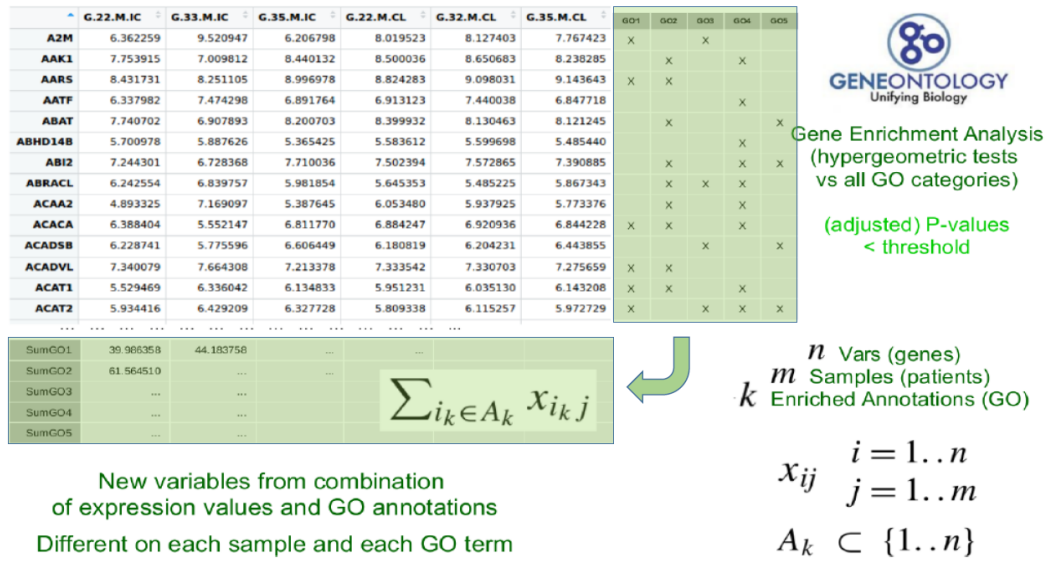 G.22.M.IC G.33.M.IC G.35.M.IC G.22.M.CL G.32.M.CL G.35.M.CL GO1 GO2 GO3 GO4 GO5
A2M 6.362259 9.520947 6.206798 8.019523 8.127403 7.767423 X X
AAK1 7.753915 7.009812 8.440132 8.500036 8.650683 8.238285 X X
AARS 8.431731 8.251105 8.996978 8.824283 9.098031 9.143643 X X
AATF 6.337982 7.474298 6.891764 6.913123 7.440038 6.847718 X
ABAT 7.740702 6.907893 8.200703 8.399932 8.130463 8.121245 X X
ABHD14B 5.700978 5.887626 5.365425 5.583612 5.599698 5.485440 X
ABI2 7.244301 6.728368 7.710036 7.502394 7.572865 7.390885 X X X
ABRACL 6.242554 6.839757 5.981854 5.645353 5.485225 5.867343 X X X
ACAA2 4.893325 7.169097 5.387645 6.053480 5.937925 5.773376 X X
ACACA 6.388404 5.552147 6.811770 6.884247 6.920936 6.844228 X X X
ACADSB 6.228741 5.775596 6.606449 6.180819 6.204231 6.443855 X X
ACADVL 7.340079 7.664308 7.213378 7.333542 7.330703 7.275659 X X
ACAT1 5.529469 6.336042 6.134833 5.951231 6.035130 6.143208 X X X
ACAT2 5.934416 6.429209 6.327728 5.809338 6.115257 5.972729 X X X X
... ... ... ... ... ... ... ... ... ... ... ... ... ...
SumGO1 39.986358 44.183758 ... ...
SumGO2 61.564510 ... ...
SumGO3 ... ...
SumGO4 ... ...
SumGO5 ... ...
∑ᵢₖ∈Aₖ xᵢₖ ⱼ
New variables from combination
of expression values and GO annotations
Different on each sample and each GO term
GENEONTOLOGY
Unifying Biology
Gene Enrichment Analysis
(hypergeometric tests
vs all GO categories)
(adjusted) P-values
< threshold
n Vars (genes)
m Samples (patients)
k Enriched Annotations (GO)
xij i = 1..n
j = 1..m
Ak ⊂ {1..n}